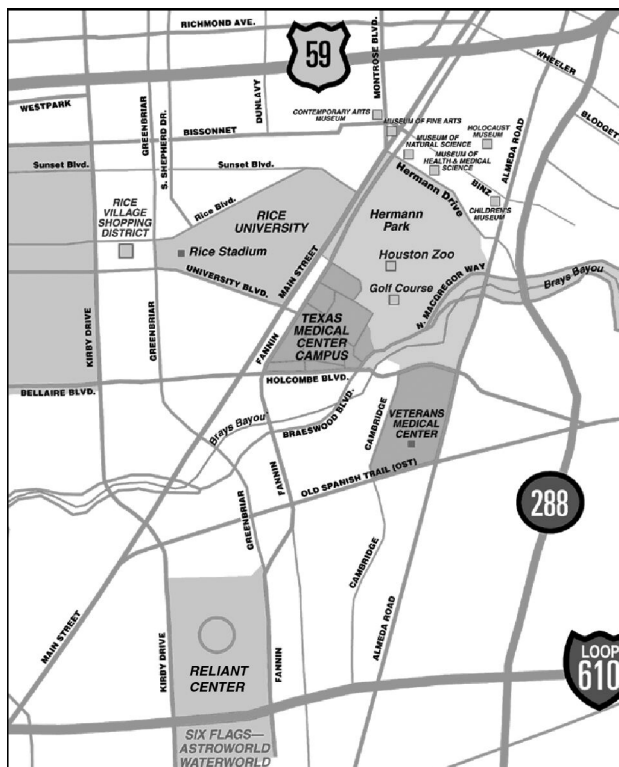 RICHMOND AVE.
59
MONTROSE BLVD.
WHEELER
WESTPARK
GREENBRIAR
S. SHEPHERD DR.
DUNLAVY
CONTEMPORARY ARTS
MUSEUM
MUSEUM OF FINE ARTS
BISSONNET
HOLOCAUST
MUSEUM
ALMEDA ROAD
BLODGET
MUSEUM OF
NATURAL SCIENCE
MUSEUM OF
HEALTH & MEDICAL
SCIENCE
Sunset Blvd.
Sunset Blvd.
Hermann Drive
BINZ
CHILDREN'S
MUSEUM
RICE
VILLAGE
SHOPPING
DISTRICT
Rice Blvd.
RICE
UNIVERSITY
Rice Stadium
UNIVERSITY BLVD.
MAIN STREET
Hermann
Park
Houston Zoo
Golf Course
N. MACGREGOR WAY
Brays Bayou
KIRBY DRIVE
GREENBRIAR
FANNIN
TEXAS
MEDICAL
CENTER
CAMPUS
BELLAIRE BLVD.
HOLCOMBE BLVD.
Brays Bayou
BRAESWOOD BLVD.
CAMBRIDGE
VETERANS
MEDICAL
CENTER
FANNIN
OLD SPANISH TRAIL (OST)
GREENBRIAR
288
CAMBRIDGE
MAIN STREET
KIRBY DRIVE
RELIANT
CENTER
FANNIN
ALMEDA ROAD
LOOP
610
SIX FLAGS—
ASTROWORLD
WATERWORLD